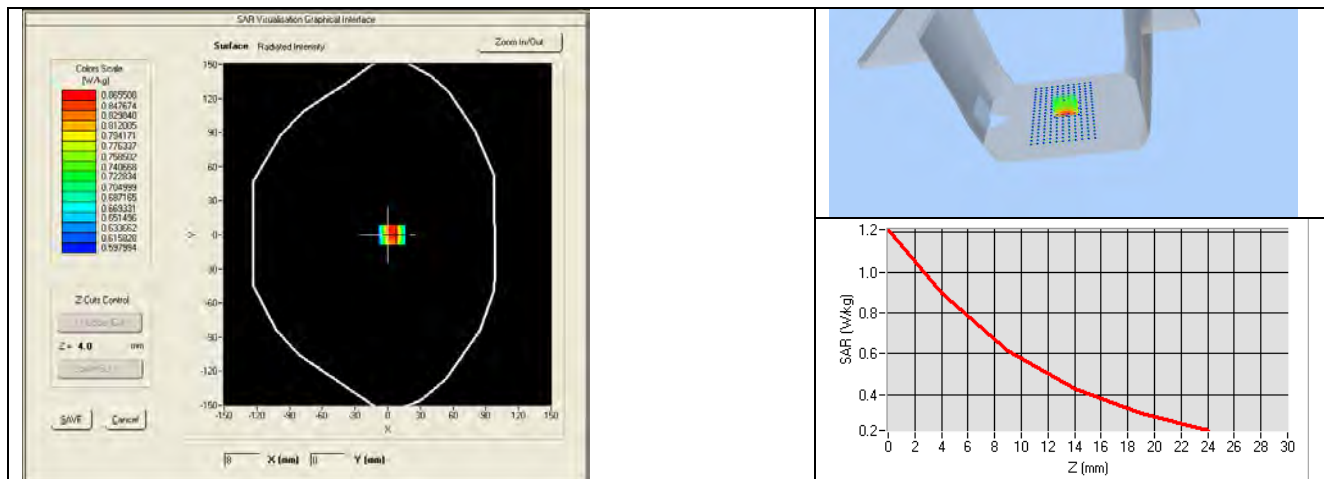 SAR Visualisation Graphical Interface
Surface Radiated Intensity
Zoom In/Out
Colors Scale
(W/kg)
0.865508
0.847674
0.829840
0.812005
0.794171
0.776337
0.758502
0.740668
0.722834
0.704999
0.687165
0.669331
0.651496
0.633662
0.615828
0.597994
150-
120-
90-
60-
30-
Y 0-
-30-
-60-
-90-
-120-
-150-
-150 -120 -90 -60 -30 0 30 60 90 120 150
X
Z Cuts Control
Z = 4.0 mm
SAVE Cancel
8 X (mm) 0 Y (mm)
1.2-
1.0-
0.8-
0.6-
0.4-
0.2-
SAR (W/kg)
0 2 4 6 8 10 12 14 16 18 20 22 24 26 28 30
Z (mm)